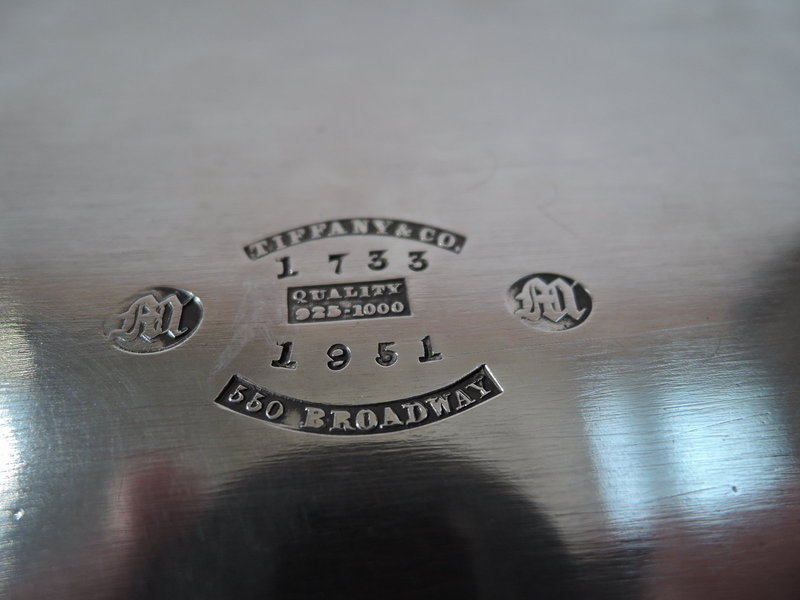 TIFFANY & CO.
1733
QUALITY
925-1000
M M
1951
550 BROADWAY